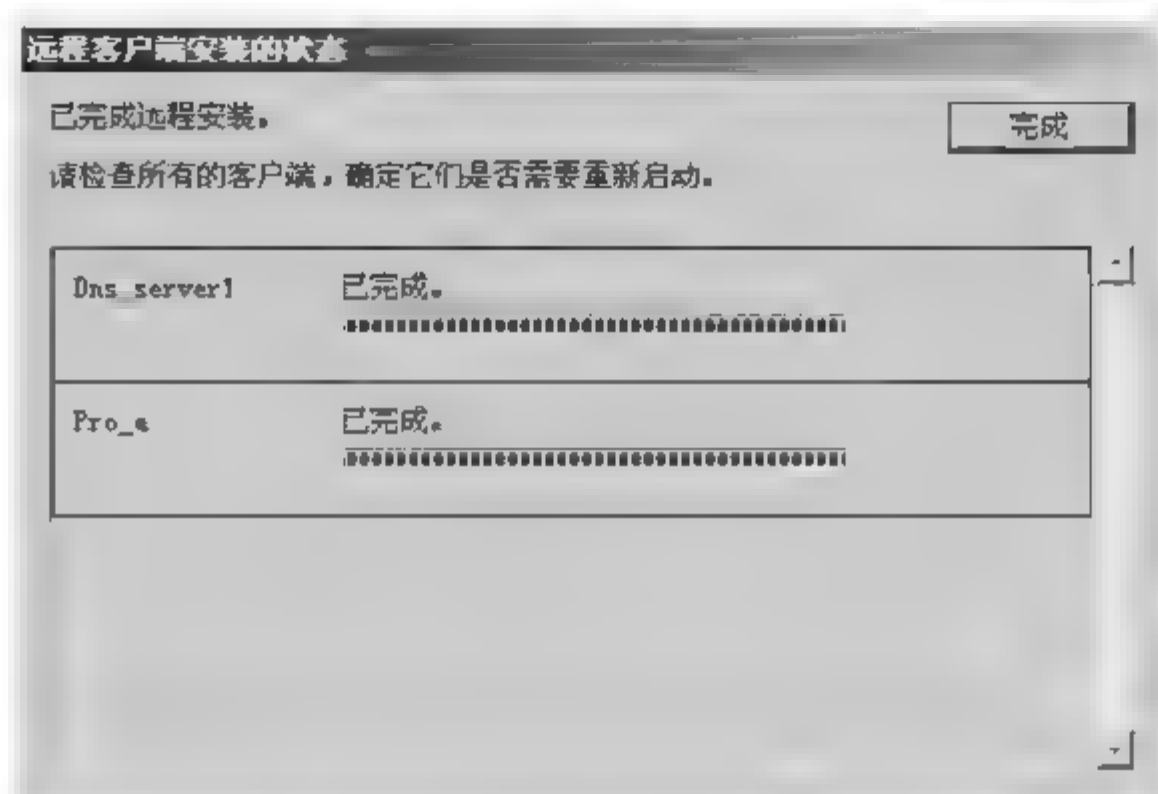 远程客户端安装的状态
已完成远程安装。
完成
请检查所有的客户端，确定它们是否需要重新启动。
Dns_server1
已完成。
Pro_e
已完成。